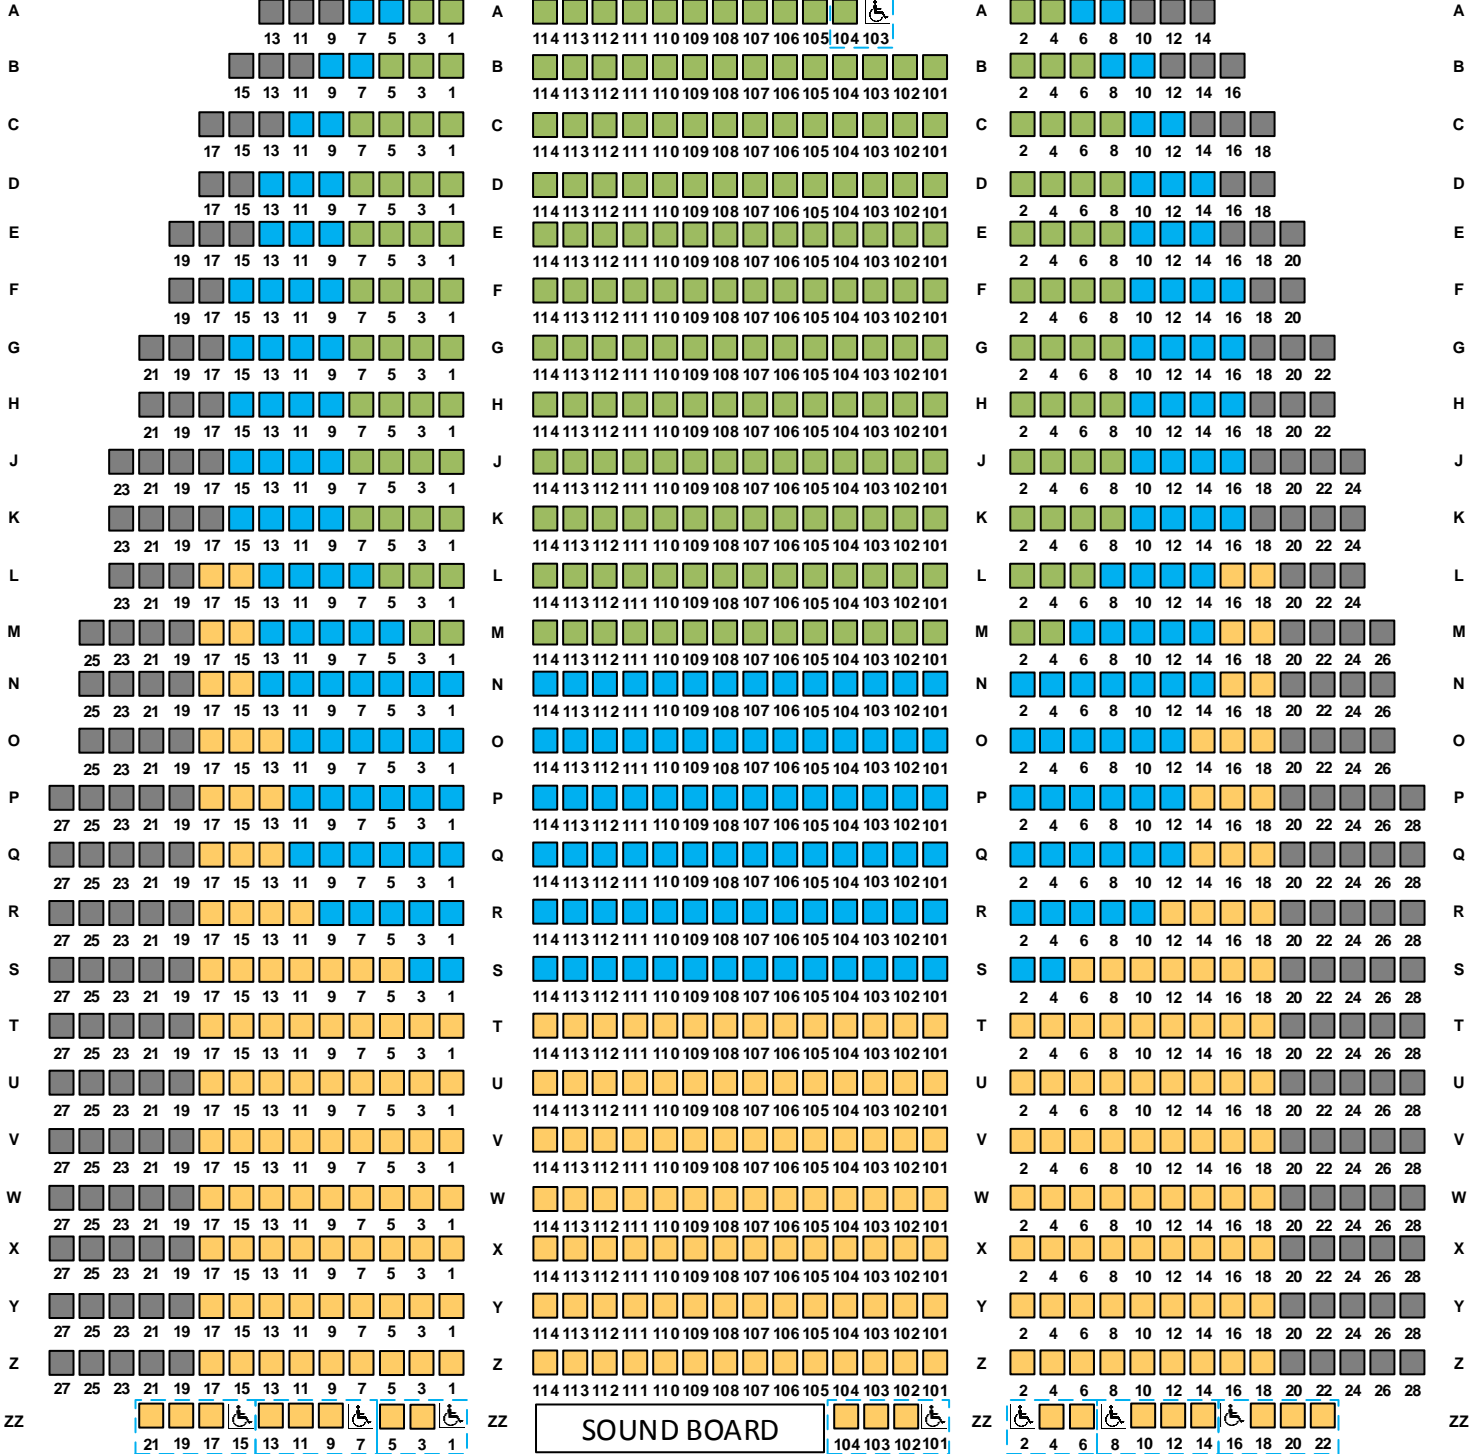 A A A A
13 11 9 7 5 3 1 114 113 112 111 110 109 108 107 106 105 104 103 2 4 6 8 10 12 14
B B B B
15 13 11 9 7 5 3 1 114 113 112 111 110 109 108 107 106 105 104 103 102 101 2 4 6 8 10 12 14 16
C C C C
17 15 13 11 9 7 5 3 1 114 113 112 111 110 109 108 107 106 105 104 103 102 101 2 4 6 8 10 12 14 16 18
D D D D
17 15 13 11 9 7 5 3 1 114 113 112 111 110 109 108 107 106 105 104 103 102 101 2 4 6 8 10 12 14 16 18
E E E E
19 17 15 13 11 9 7 5 3 1 114 113 112 111 110 109 108 107 106 105 104 103 102 101 2 4 6 8 10 12 14 16 18 20
F F F F
19 17 15 13 11 9 7 5 3 1 114 113 112 111 110 109 108 107 106 105 104 103 102 101 2 4 6 8 10 12 14 16 18 20
G G G G
21 19 17 15 13 11 9 7 5 3 1 114 113 112 111 110 109 108 107 106 105 104 103 102 101 2 4 6 8 10 12 14 16 18 20 22
H H H H
21 19 17 15 13 11 9 7 5 3 1 114 113 112 111 110 109 108 107 106 105 104 103 102 101 2 4 6 8 10 12 14 16 18 20 22
J J J J
23 21 19 17 15 13 11 9 7 5 3 1 114 113 112 111 110 109 108 107 106 105 104 103 102 101 2 4 6 8 10 12 14 16 18 20 22 24
K K K K
23 21 19 17 15 13 11 9 7 5 3 1 114 113 112 111 110 109 108 107 106 105 104 103 102 101 2 4 6 8 10 12 14 16 18 20 22 24
L L L L
23 21 19 17 15 13 11 9 7 5 3 1 114 113 112 111 110 109 108 107 106 105 104 103 102 101 2 4 6 8 10 12 14 16 18 20 22 24
M M M M
25 23 21 19 17 15 13 11 9 7 5 3 1 114 113 112 111 110 109 108 107 106 105 104 103 102 101 2 4 6 8 10 12 14 16 18 20 22 24 26
N N N N
25 23 21 19 17 15 13 11 9 7 5 3 1 114 113 112 111 110 109 108 107 106 105 104 103 102 101 2 4 6 8 10 12 14 16 18 20 22 24 26
O O O O
25 23 21 19 17 15 13 11 9 7 5 3 1 114 113 112 111 110 109 108 107 106 105 104 103 102 101 2 4 6 8 10 12 14 16 18 20 22 24 26
P P P P
27 25 23 21 19 17 15 13 11 9 7 5 3 1 114 113 112 111 110 109 108 107 106 105 104 103 102 101 2 4 6 8 10 12 14 16 18 20 22 24 26 28
Q Q Q Q
27 25 23 21 19 17 15 13 11 9 7 5 3 1 114 113 112 111 110 109 108 107 106 105 104 103 102 101 2 4 6 8 10 12 14 16 18 20 22 24 26 28
R R R R
27 25 23 21 19 17 15 13 11 9 7 5 3 1 114 113 112 111 110 109 108 107 106 105 104 103 102 101 2 4 6 8 10 12 14 16 18 20 22 24 26 28
S S S S
27 25 23 21 19 17 15 13 11 9 7 5 3 1 114 113 112 111 110 109 108 107 106 105 104 103 102 101 2 4 6 8 10 12 14 16 18 20 22 24 26 28
T T T T
27 25 23 21 19 17 15 13 11 9 7 5 3 1 114 113 112 111 110 109 108 107 106 105 104 103 102 101 2 4 6 8 10 12 14 16 18 20 22 24 26 28
U U U U
27 25 23 21 19 17 15 13 11 9 7 5 3 1 114 113 112 111 110 109 108 107 106 105 104 103 102 101 2 4 6 8 10 12 14 16 18 20 22 24 26 28
V V V V
27 25 23 21 19 17 15 13 11 9 7 5 3 1 114 113 112 111 110 109 108 107 106 105 104 103 102 101 2 4 6 8 10 12 14 16 18 20 22 24 26 28
W W W W
27 25 23 21 19 17 15 13 11 9 7 5 3 1 114 113 112 111 110 109 108 107 106 105 104 103 102 101 2 4 6 8 10 12 14 16 18 20 22 24 26 28
X X X X
27 25 23 21 19 17 15 13 11 9 7 5 3 1 114 113 112 111 110 109 108 107 106 105 104 103 102 101 2 4 6 8 10 12 14 16 18 20 22 24 26 28
Y Y Y Y
27 25 23 21 19 17 15 13 11 9 7 5 3 1 114 113 112 111 110 109 108 107 106 105 104 103 102 101 2 4 6 8 10 12 14 16 18 20 22 24 26 28
Z Z Z Z
27 25 23 21 19 17 15 13 11 9 7 5 3 1 114 113 112 111 110 109 108 107 106 105 104 103 102 101 2 4 6 8 10 12 14 16 18 20 22 24 26 28
ZZ ZZ SOUND BOARD ZZ ZZ
21 19 17 15 13 11 9 7 5 3 1 104 103 102 101 2 4 6 8 10 12 14 16 18 20 22